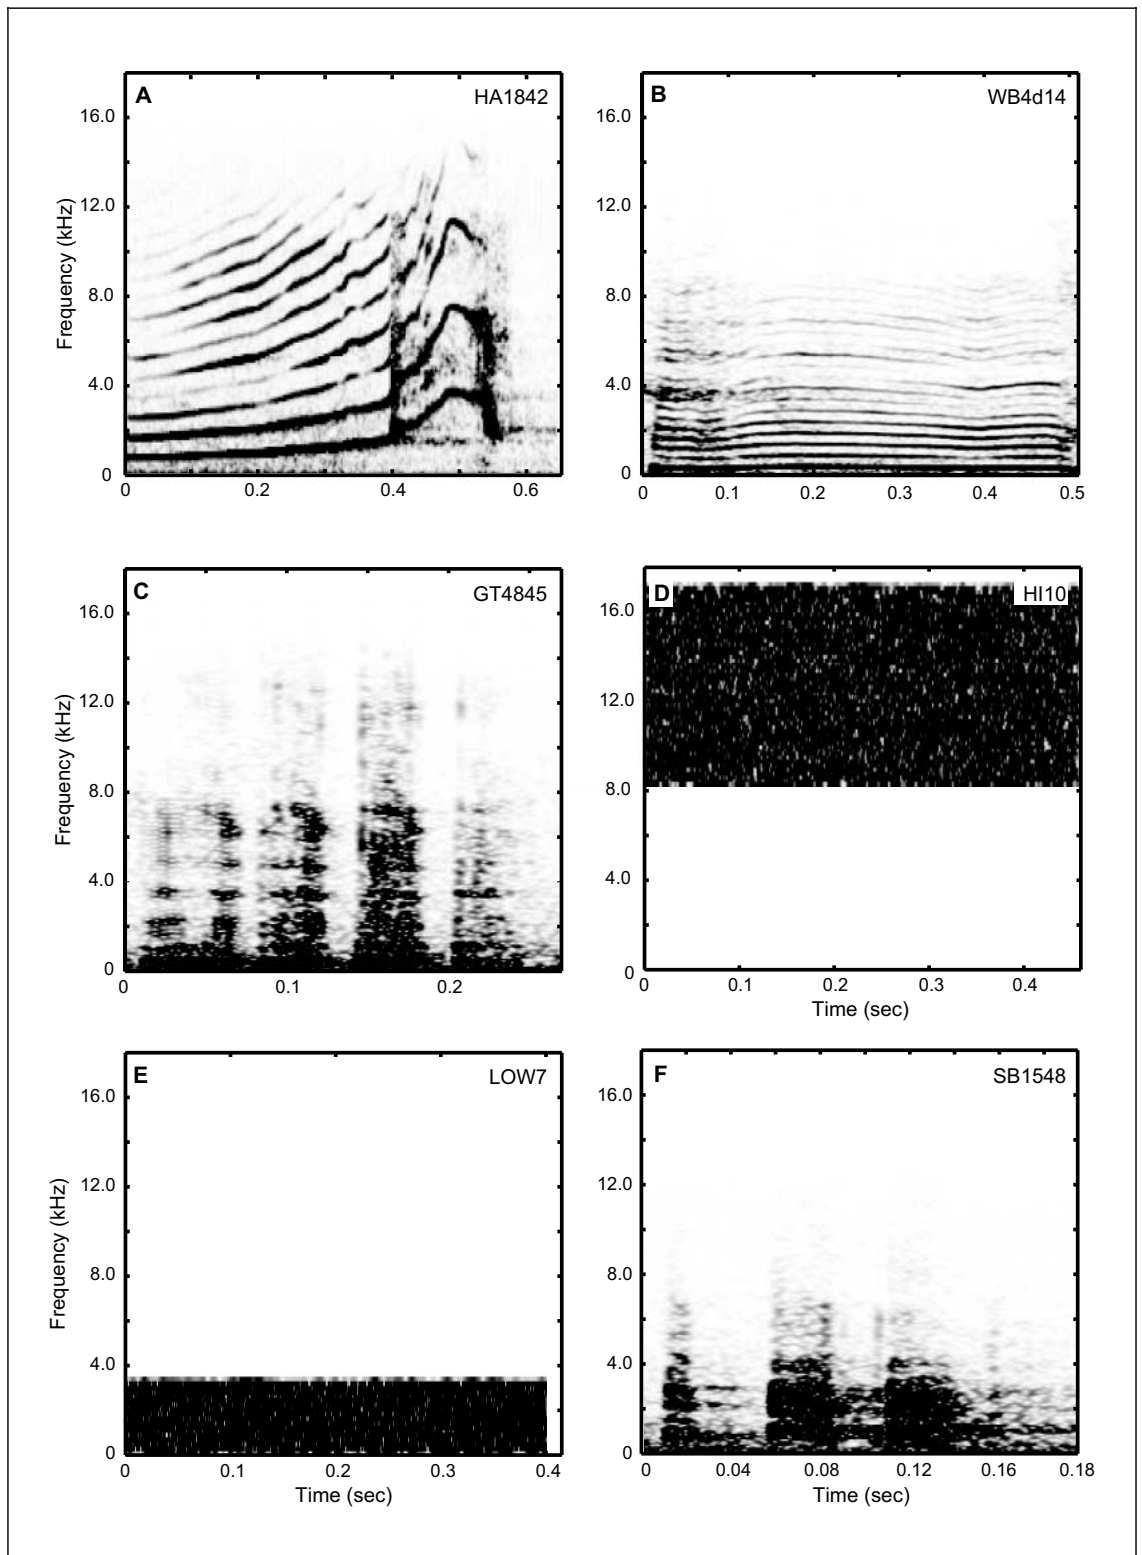 A HA1842
16.0
12.0
8.0
4.0
0
Frequency (kHz)
0 0.2 0.4 0.6
B WB4d14
16.0
12.0
8.0
4.0
0
0 0.1 0.2 0.3 0.4 0.5
C GT4845
16.0
12.0
8.0
4.0
0
Frequency (kHz)
0 0.1 0.2
D HI10
16.0
12.0
8.0
4.0
0
0 0.1 0.2 0.3 0.4
Time (sec)
E LOW7
16.0
12.0
8.0
4.0
0
Frequency (kHz)
0 0.1 0.2 0.3 0.4
Time (sec)
F SB1548
16.0
12.0
8.0
4.0
0
0 0.04 0.08 0.12 0.16 0.18
Time (sec)